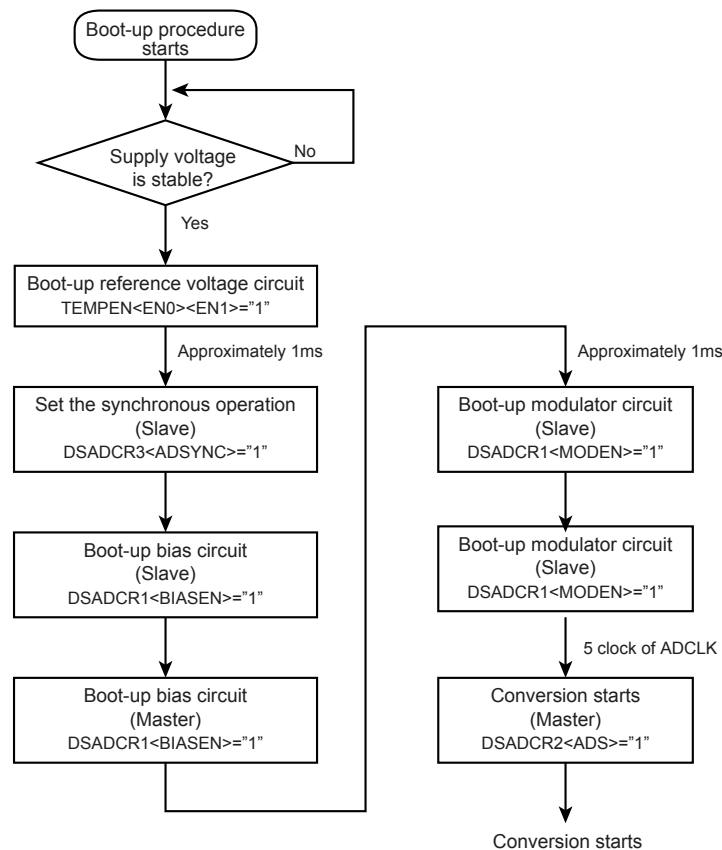 Boot-up procedure
starts
Supply voltage
is stable?
No
Yes
Boot-up reference voltage circuit
TEMPEN<EN0><EN1>=”1”
Approximately 1ms
Set the synchronous operation
(Slave)
DSADCR3<ADSYNC>=”1”
Boot-up bias circuit
(Slave)
DSADCR1<BIASEN>=”1”
Boot-up bias circuit
(Master)
DSADCR1<BIASEN>=”1”
Approximately 1ms
Boot-up modulator circuit
(Slave)
DSADCR1<MODEN>=”1”
Boot-up modulator circuit
(Slave)
DSADCR1<MODEN>=”1”
5 clock of ADCLK
Conversion starts
(Master)
DSADCR2<ADS>=”1”
Conversion starts